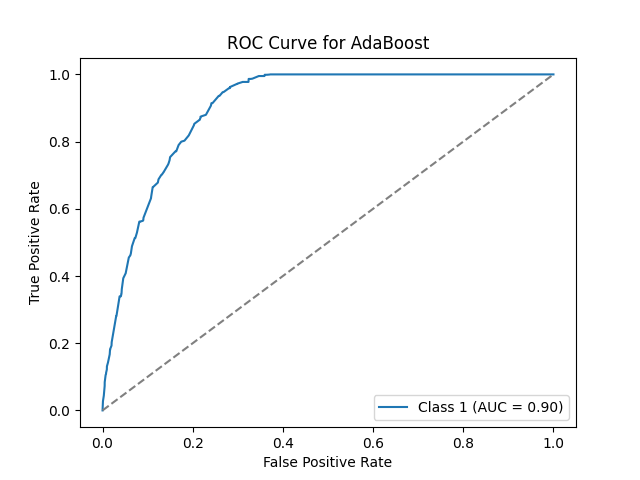 ROC Curve for AdaBoost
True Positive Rate
1.0
0.8
0.6
0.4
0.2
0.0
Class 1 (AUC = 0.90)
0.0 0.2 0.4 0.6 0.8 1.0
False Positive Rate